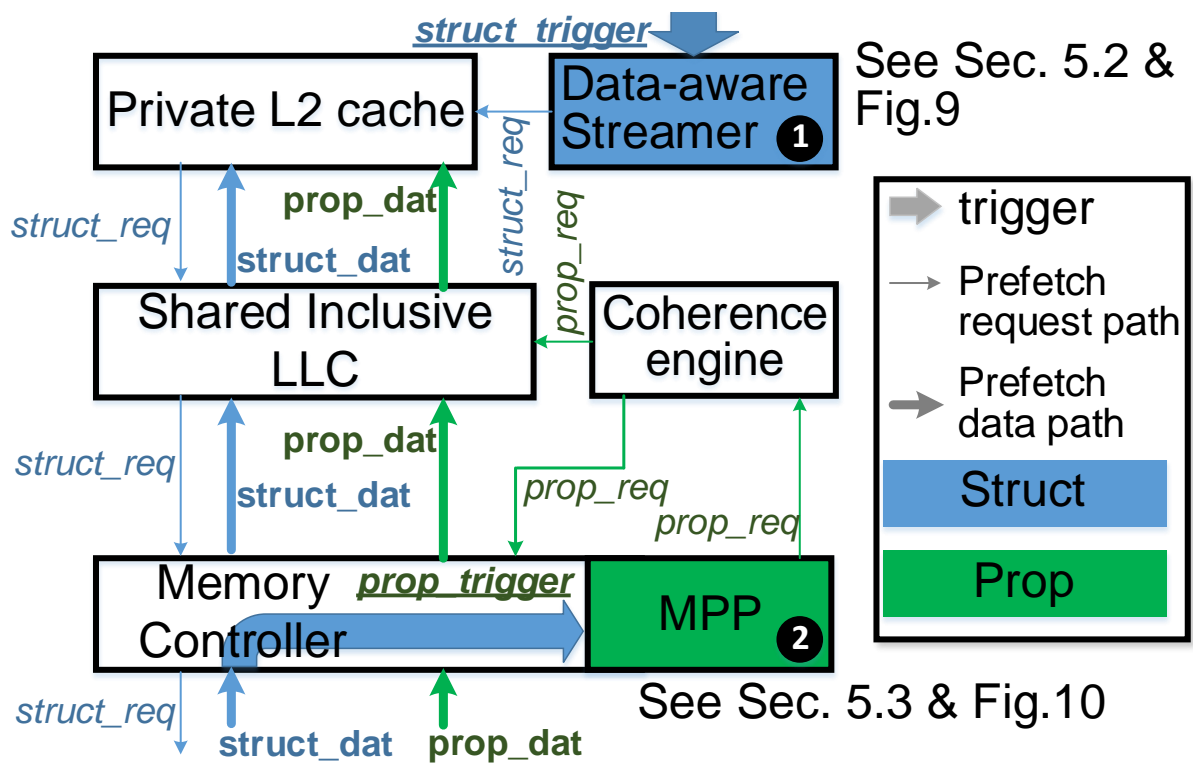 struct_trigger
Private L2 cache
Data-aware
Streamer
1
See Sec. 5.2 &
Fig.9
struct_req
struct_req
prop_dat
struct_dat
prop_req
trigger
Prefetch
request path
Prefetch
data path
Struct
Prop
Shared Inclusive
LLC
Coherence
engine
struct_req
prop_dat
struct_dat
prop_req
prop_req
Memory
Controller
prop_trigger
MPP
2
See Sec. 5.3 & Fig.10
struct_req
struct_dat
prop_dat